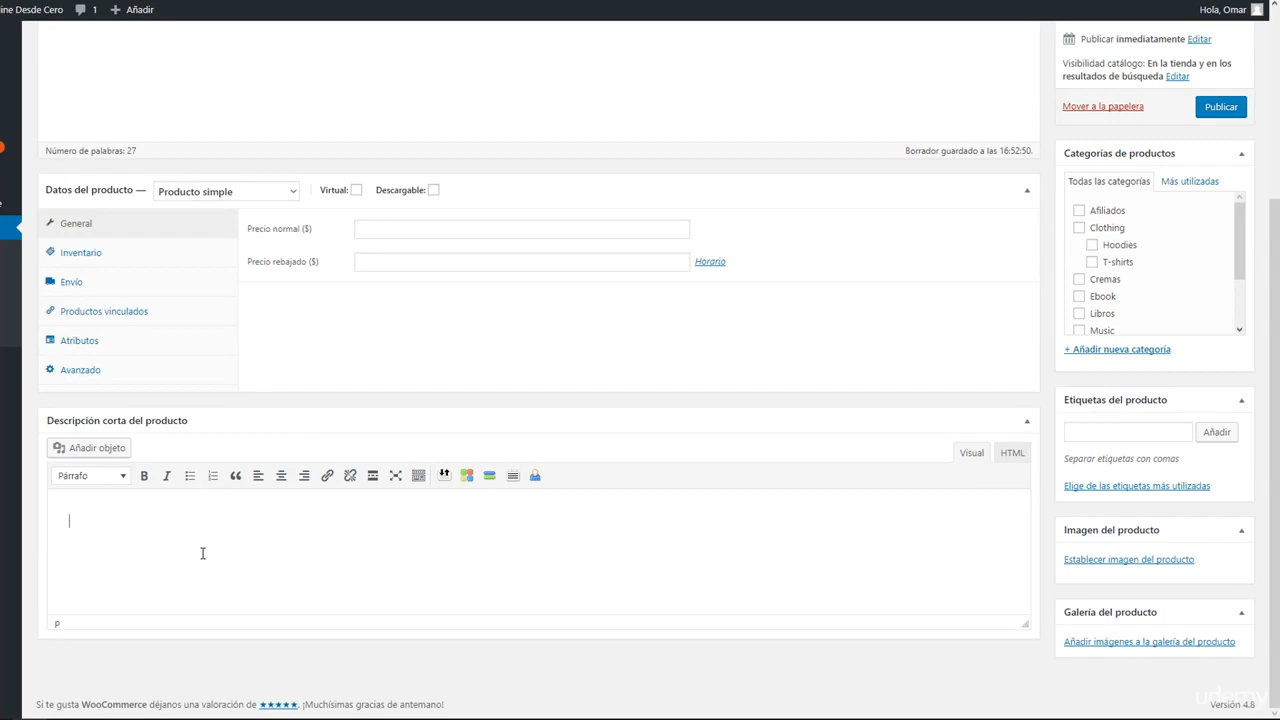 ine Desde Cero 1 + Añadir Hola, Omar
Publicar inmediatamente Editar
Visibilidad catálogo: En la tienda y en los
resultados de búsqueda Editar
Mover a la papelera Publicar
Número de palabras: 27 Borrador guardado a las 16:52:50.
Datos del producto — Producto simple Virtual: Descargable:
General
Inventario
Envío
Productos vinculados
Atributos
Avanzado
Precio normal ($)
Precio rebajado ($) Horario
Categorías de productos
Todas las categorías Más utilizadas
Afiliados
Clothing
Hoodies
T-shirts
Cremas
Ebook
Libros
Music
+ Añadir nueva categoría
Descripción corta del producto
Añadir objeto
Visual HTML
Párrafo
p
Etiquetas del producto
Añadir
Separar etiquetas con comas
Elige de las etiquetas más utilizadas
Imagen del producto
Establecer imagen del producto
Galería del producto
Añadir imágenes a la galería del producto
Si te gusta WooCommerce déjanos una valoración de ★★★★★. ¡Muchísimas gracias de antemano!
Versión 4.8
udemy